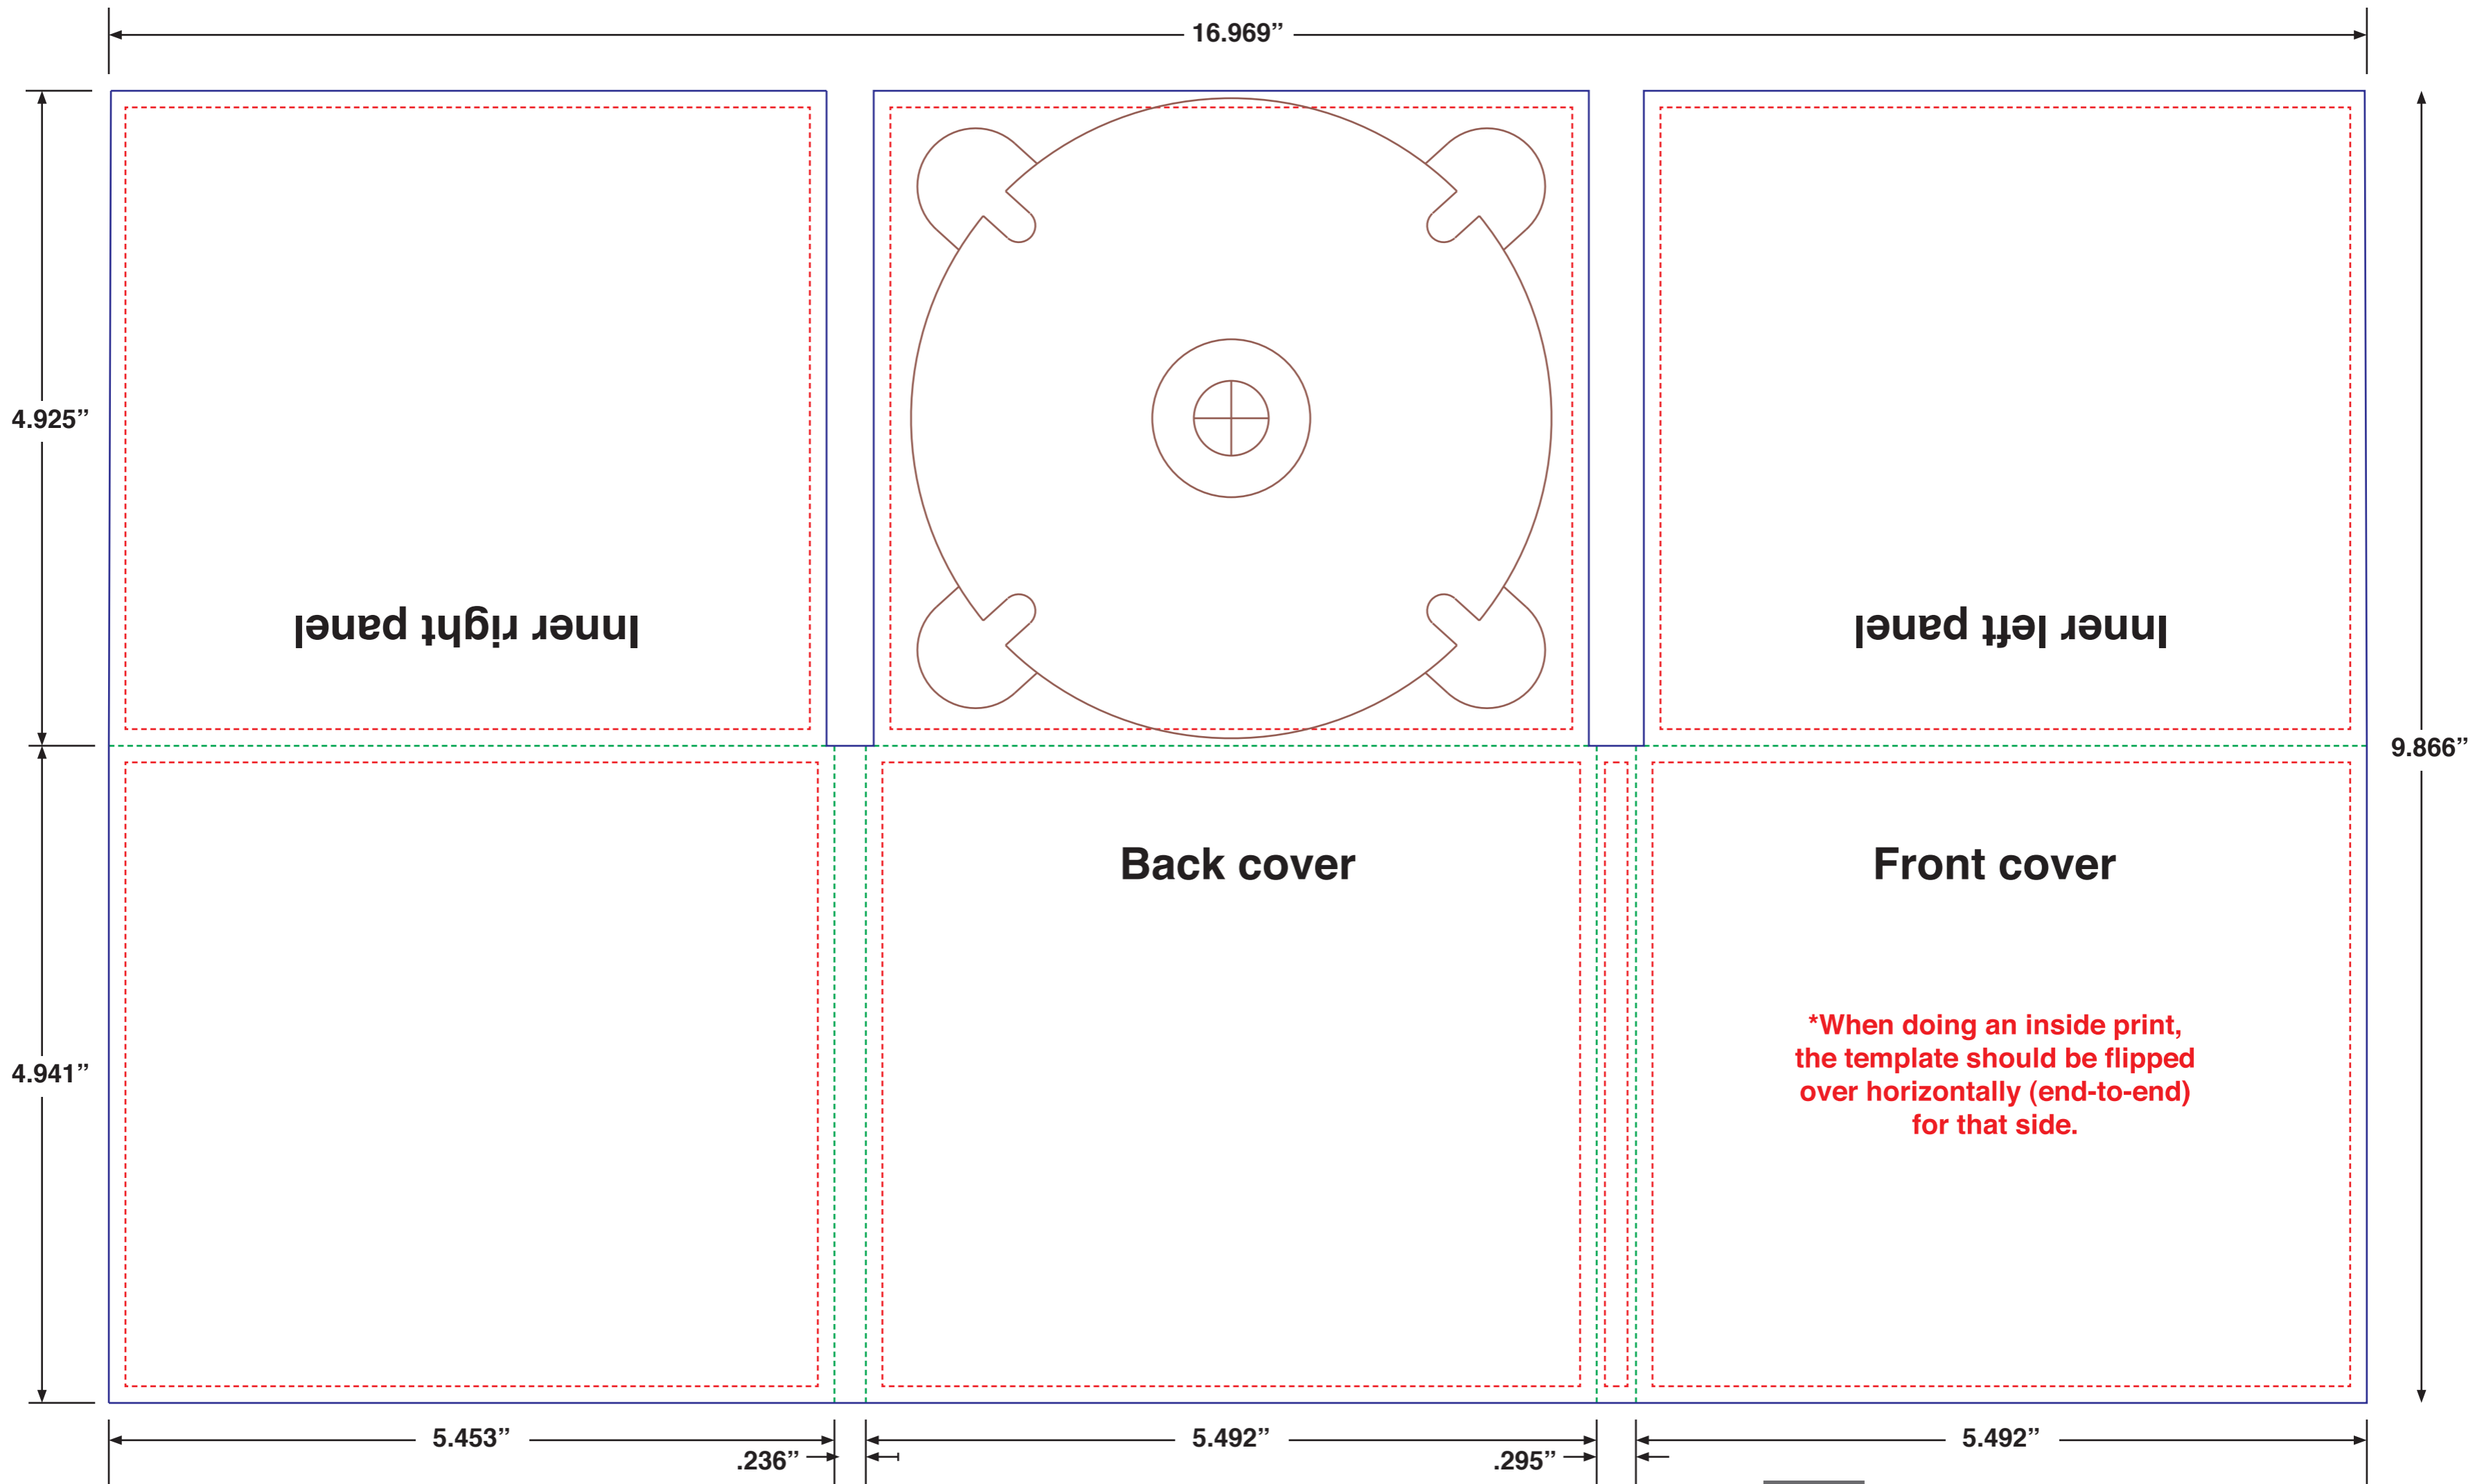 16.969”
4.925”
Inner right panel
Inner left panel
9.866”
Back cover
Front cover
*When doing an inside print,
the template should be flipped
over horizontally (end-to-end)
for that side.
4.941”
5.453”
5.492”
5.492”
.236”
.295”